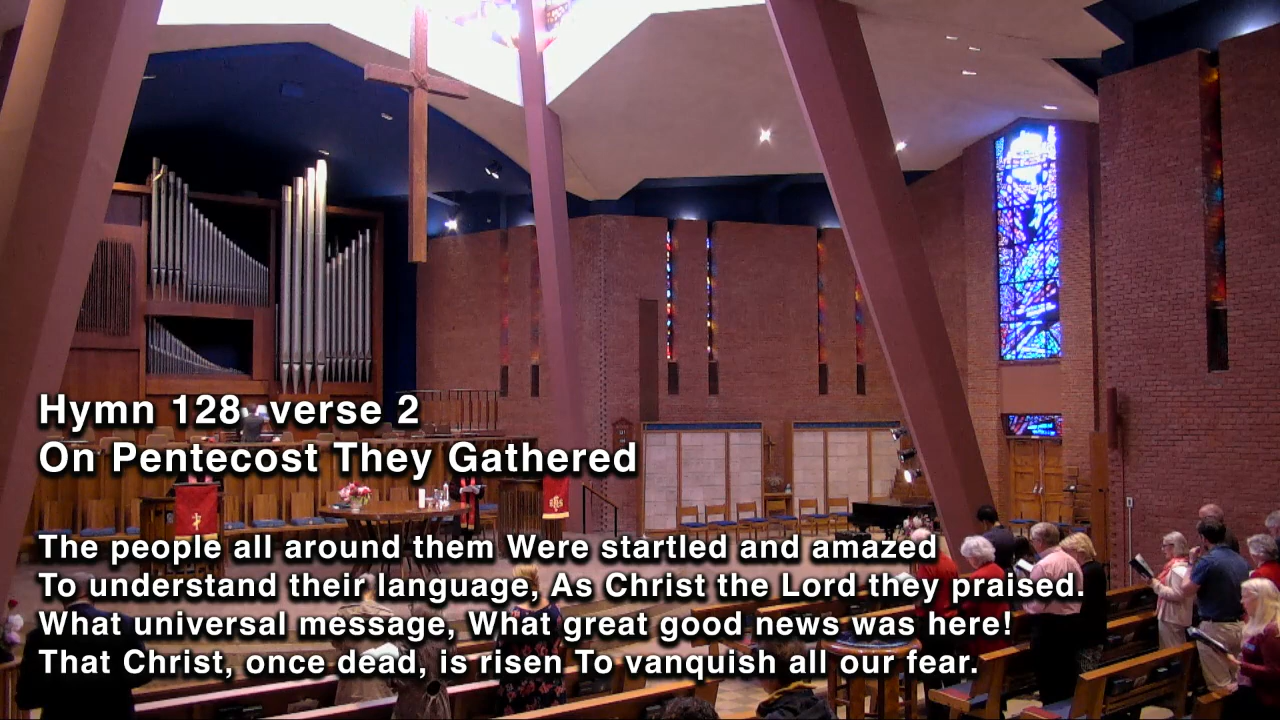 Hymn 128, verse 2
On Pentecost They Gathered
The people all around them Were startled and amazed
To understand their language, As Christ the Lord they praised.
What universal message, What great good news was here!
That Christ, once dead, is risen To vanquish all our fear.